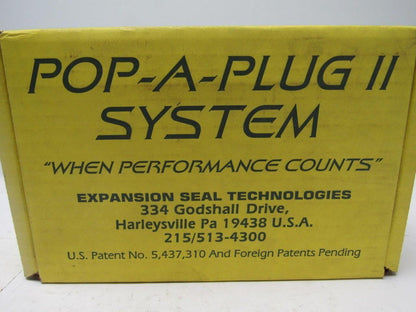 POP-A-PLUG II
SYSTEM
"WHEN PERFORMANCE COUNTS"
EXPANSION SEAL TECHNOLOGIES
334 Godshall Drive,
Harleysville Pa 19438 U.S.A.
215/513-4300
U.S. Patent No. 5,437,310 And Foreign Patents Pending